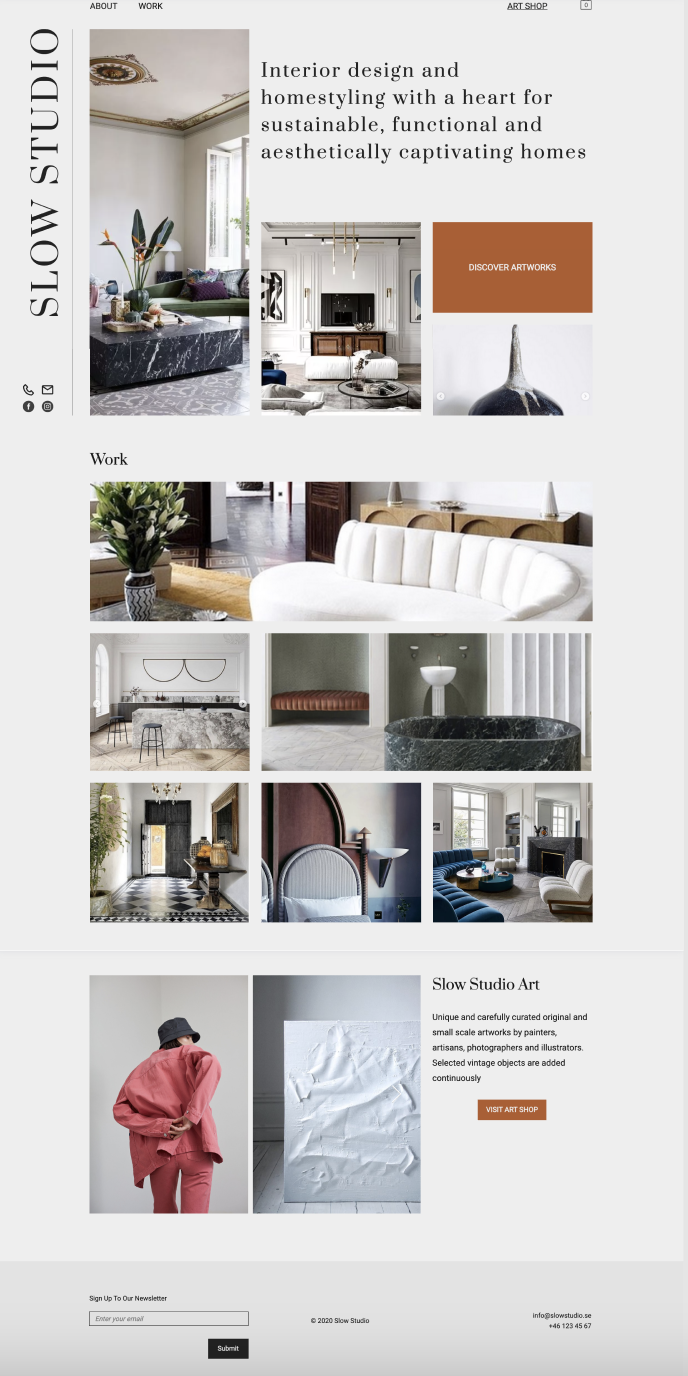 ABOUT
WORK
ART SHOP
0
SLOW STUDIO
Interior design and
homestyling with a heart for
sustainable, functional and
aesthetically captivating homes
DISCOVER ARTWORKS
Work
Slow Studio Art
Unique and carefully curated original and
small scale artworks by painters,
artisans, photographers and illustrators.
Selected vintage objects are added
continuously
VISIT ART SHOP
Sign Up To Our Newsletter
Enter your email
Submit
© 2020 Slow Studio
info@slowstudio.se
+46 123 45 67